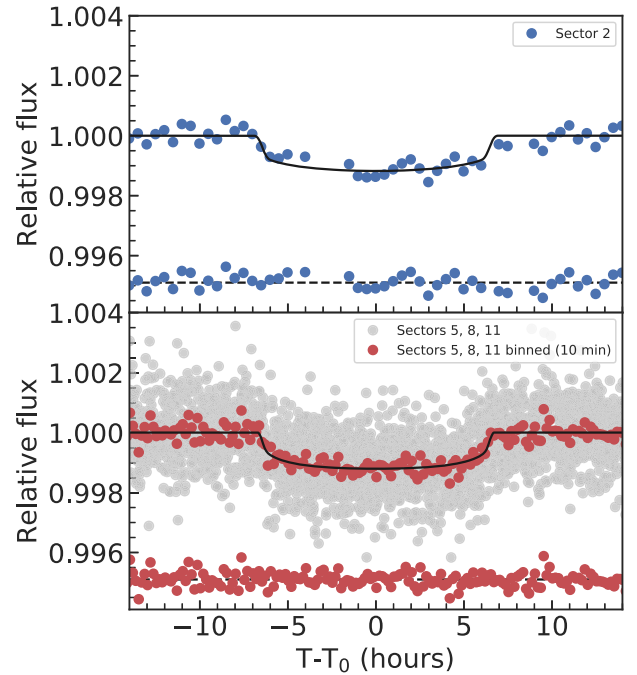 1.004
Sector 2
1.002
1.000
0.998
0.996
Relative flux
1.004
Sectors 5, 8, 11
Sectors 5, 8, 11 binned (10 min)
1.002
1.000
0.998
0.996
Relative flux
−10
−5
0
5
10
T-T0 (hours)